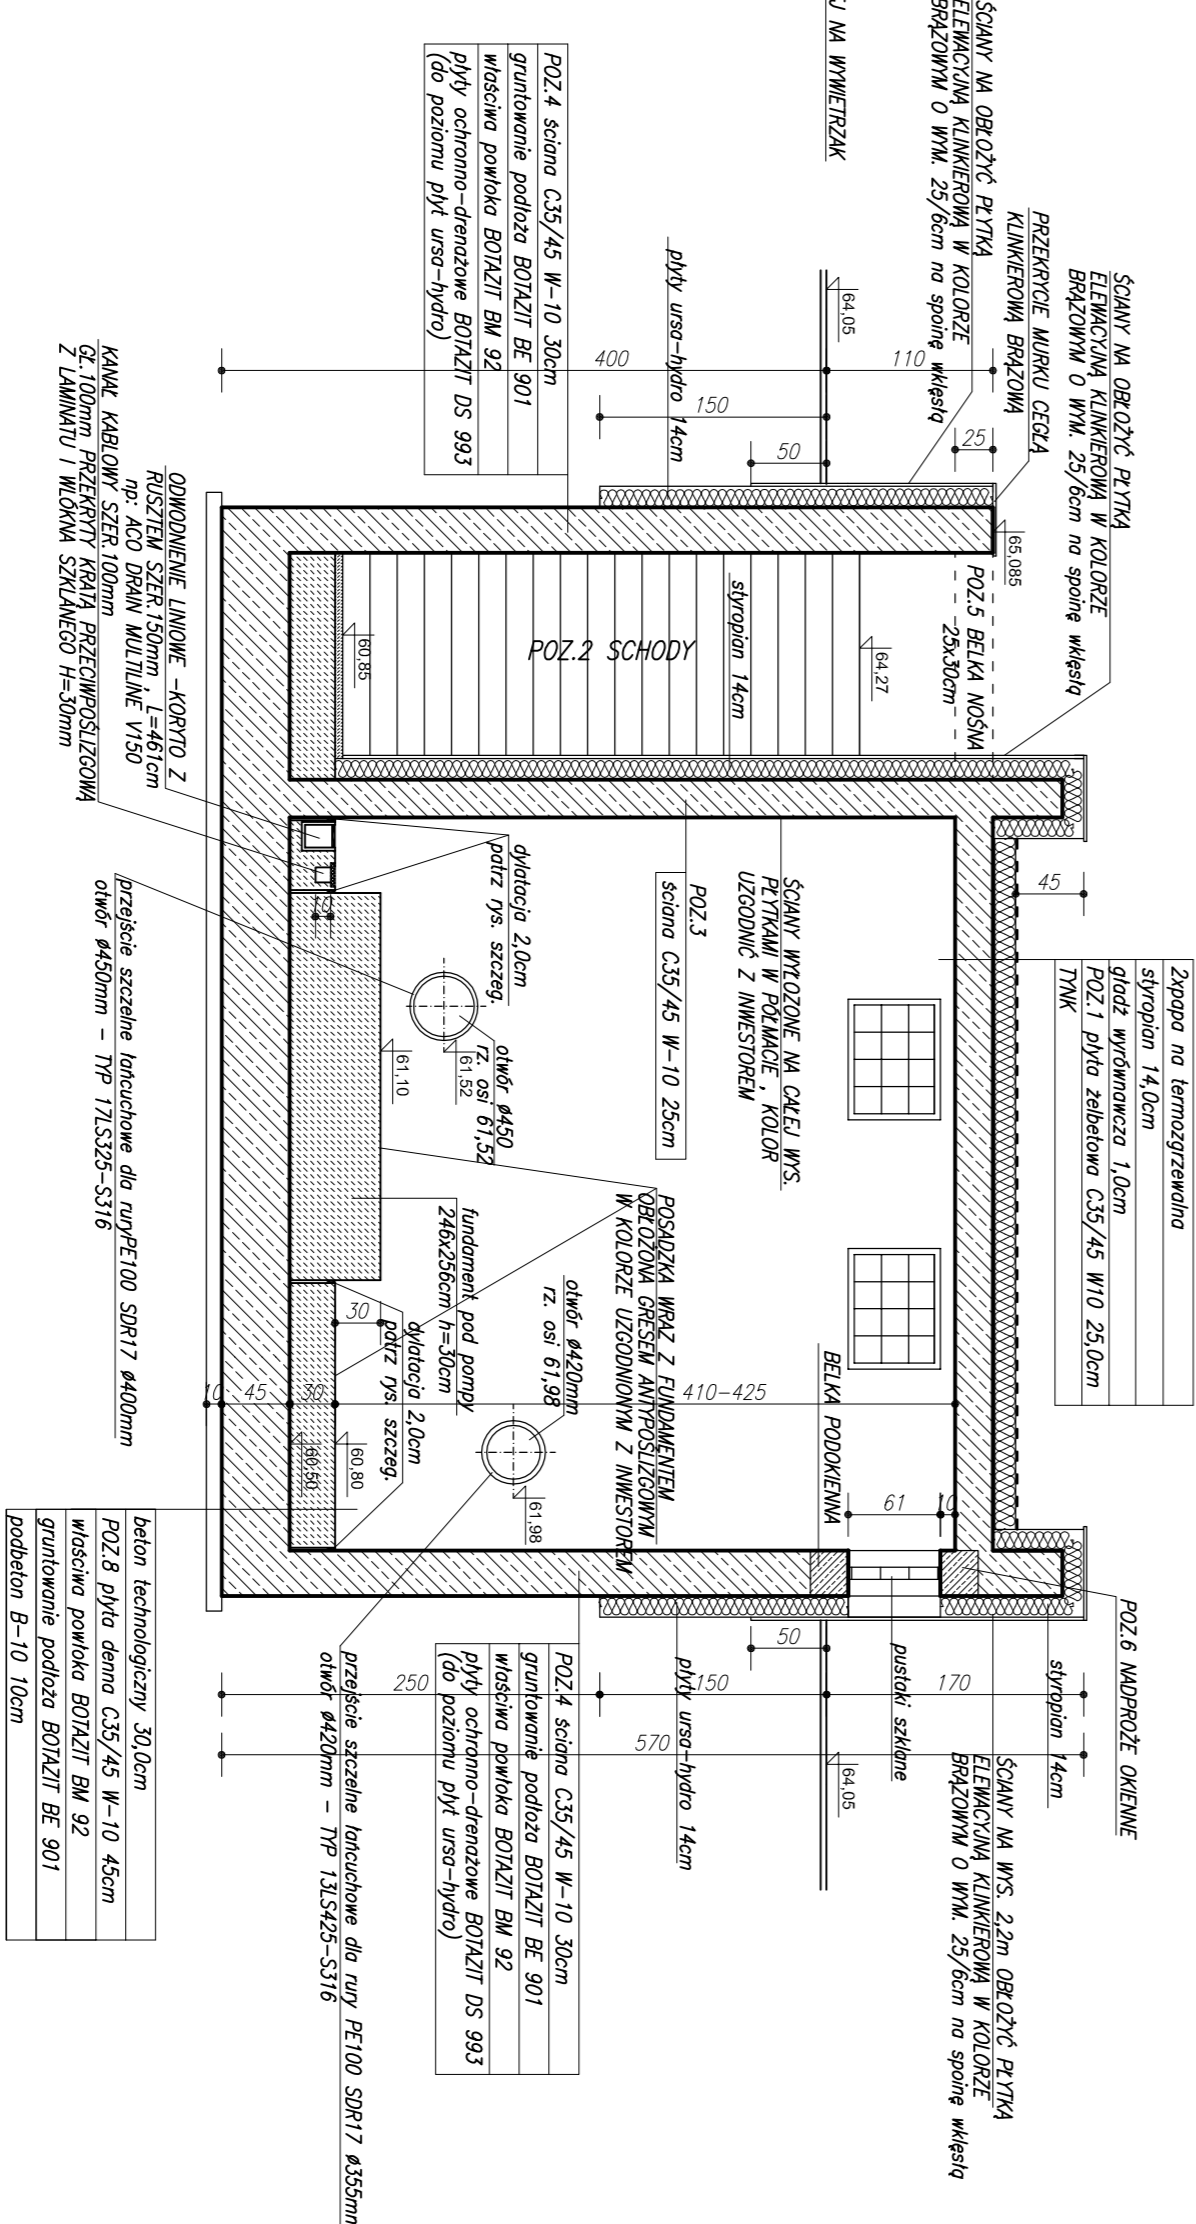 ŚCIANY NA OBŁOŻYĆ PŁYTKĄ
ELEWACYJNĄ KLINKIEROWĄ W KOLORZE
BRĄZOWYM O WYM. 25/6cm na spoinę wklęsłą
PRZEKRYCIE MURKU CEGŁĄ
KLINKIEROWĄ BRĄZOWĄ
ŚCIANY NA OBŁOŻYĆ PŁYTKĄ
ELEWACYJNĄ KLINKIEROWĄ W KOLORZE
BRĄZOWYM O WYM. 25/6cm na spoinę wklęsłą
J NA WYWIETRZAK
2xpapa na termozgrzewalna
styropian 14,0cm
gładź wyrównawcza 1,0cm
POZ.1 płyta żelbetowa C35/45 W10 25,0cm
TYNK
POZ.6 NADPROŻE OKIENNE
styropian 14cm
ŚCIANY NA WYS. 2,2m OBŁOŻYĆ PŁYTKĄ
ELEWACYJNĄ KLINKIEROWĄ W KOLORZE
BRĄZOWYM O WYM. 25/6cm na spoinę wklęsłą
pustaki szklane
64,05
110
25
65,085
45
10
61
170
64,05
50
50
400
150
150
250
570
płyty ursa-hydro 14cm
płyty ursa-hydro 14cm
POZ.5 BELKA NOŚNA
25x30cm
64,27
styropian 14cm
POZ.2 SCHODY
60,85
ŚCIANY WYŁOZONE NA CAŁEJ WYS.
PŁYTKAMI W PÓŁMACIE , KOLOR
UZGODNIĆ Z INWESTOREM
POZ.3
ściana C35/45 W-10 25cm
BELKA PODOKIENNA
410-425
POSADZKA WRAZ Z FUNDAMENTEM
OBŁOŻONA GRESEM ANTYPOŚLIZGOWYM
W KOLORZE UZGODNIONYM Z INWESTOREM
dylatacja 2,0cm
patrz rys. szczeg.
otwór ø450
rz. osi 61,52
61,52
61,10
otwór ø420mm
rz. osi 61,98
61,98
fundament pod pompy
246x256cm h=30cm
dylatacja 2,0cm
patrz rys. szczeg.
30
60,80
60,50
30
45
10
10
POZ.4 ściana C35/45 W-10 30cm
gruntowanie podłoża BOTAZIT BE 901
właściwa powłoka BOTAZIT BM 92
płyty ochronno-drenażowe BOTAZIT DS 993
(do poziomu płyt ursa-hydro)
POZ.4 ściana C35/45 W-10 30cm
gruntowanie podłoża BOTAZIT BE 901
właściwa powłoka BOTAZIT BM 92
płyty ochronno-drenażowe BOTAZIT DS 993
(do poziomu płyt ursa-hydro)
ODWODNIENIE LINIOWE -KORYTO Z
RUSZTEM SZER.150mm , L=461cm
np: ACO DRAIN MULTILINE V150
KANAŁ KABLOWY SZER.100mm
GŁ.100mm PRZEKRYTY KRATĄ PRZECIWPOŚLIZGOWĄ
Z LAMINATU I WŁÓKNA SZKLANEGO H=30mm
przejście szczelne łańcuchowe dla ruryPE100 SDR17 ø400mm
otwór ø450mm - TYP 17LS325-S316
przejście szczelne łańcuchowe dla rury PE100 SDR17 ø355mm
otwór ø420mm - TYP 13LS425-S316
beton technologiczny 30,0cm
POZ.8 płyta denna C35/45 W-10 45cm
właściwa powłoka BOTAZIT BM 92
gruntowanie podłoża BOTAZIT BE 901
podbeton B-10 10cm